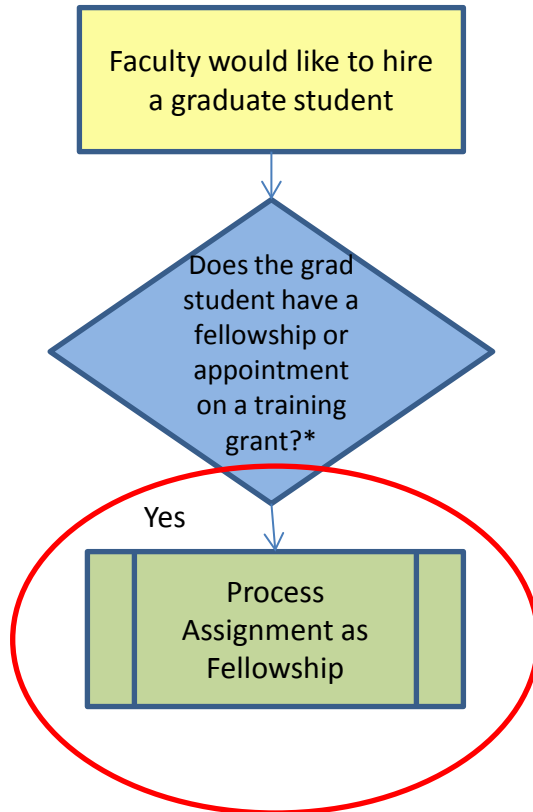 Faculty would like to hire
a graduate student
Does the grad
student have a
fellowship or
appointment
on a training
grant?*
Yes
Process
Assignment as
Fellowship